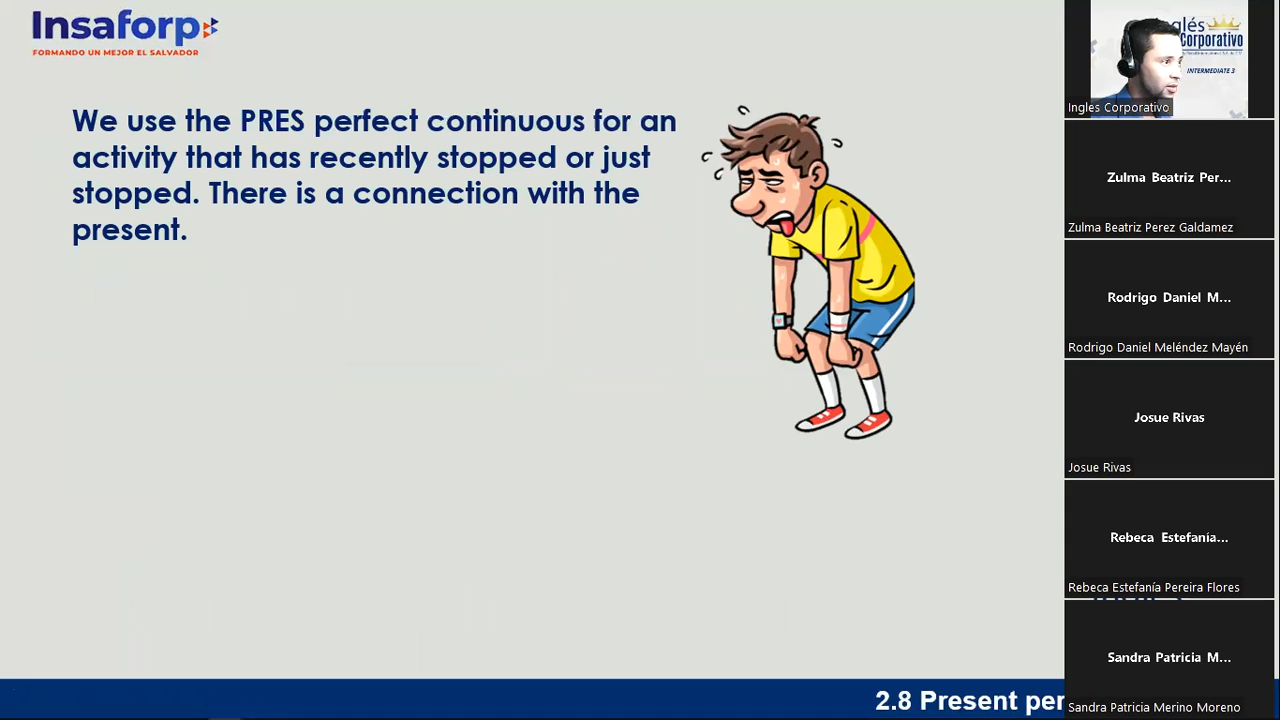 Insaforp
FORMANDO UN MEJOR EL SALVADOR
We use the PRES perfect continuous for an
activity that has recently stopped or just
stopped. There is a connection with the
present.
2.8 Present per
Inglés
Corporativo
INTERMEDIATE 3
Ingles Corporativo
Zulma Beatriz Per...
Zulma Beatriz Perez Galdamez
Rodrigo Daniel M...
Rodrigo Daniel Meléndez Mayén
Josue Rivas
Josue Rivas
Rebeca Estefanía...
Rebeca Estefanía Pereira Flores
Sandra Patricia M...
Sandra Patricia Merino Moreno